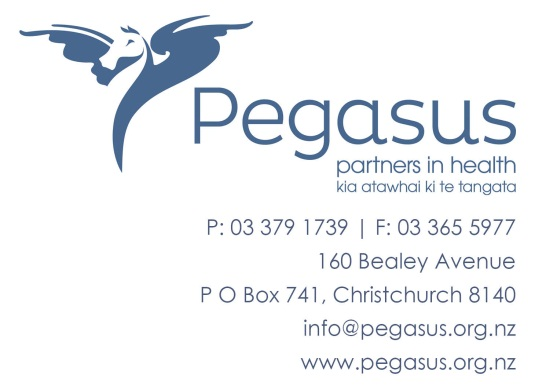 Pegasus
partners in health
kia atawhai ki te tangata
P: 03 379 1739 | F: 03 365 5977
160 Bealey Avenue
P O Box 741, Christchurch 8140
info@pegasus.org.nz
www.pegasus.org.nz